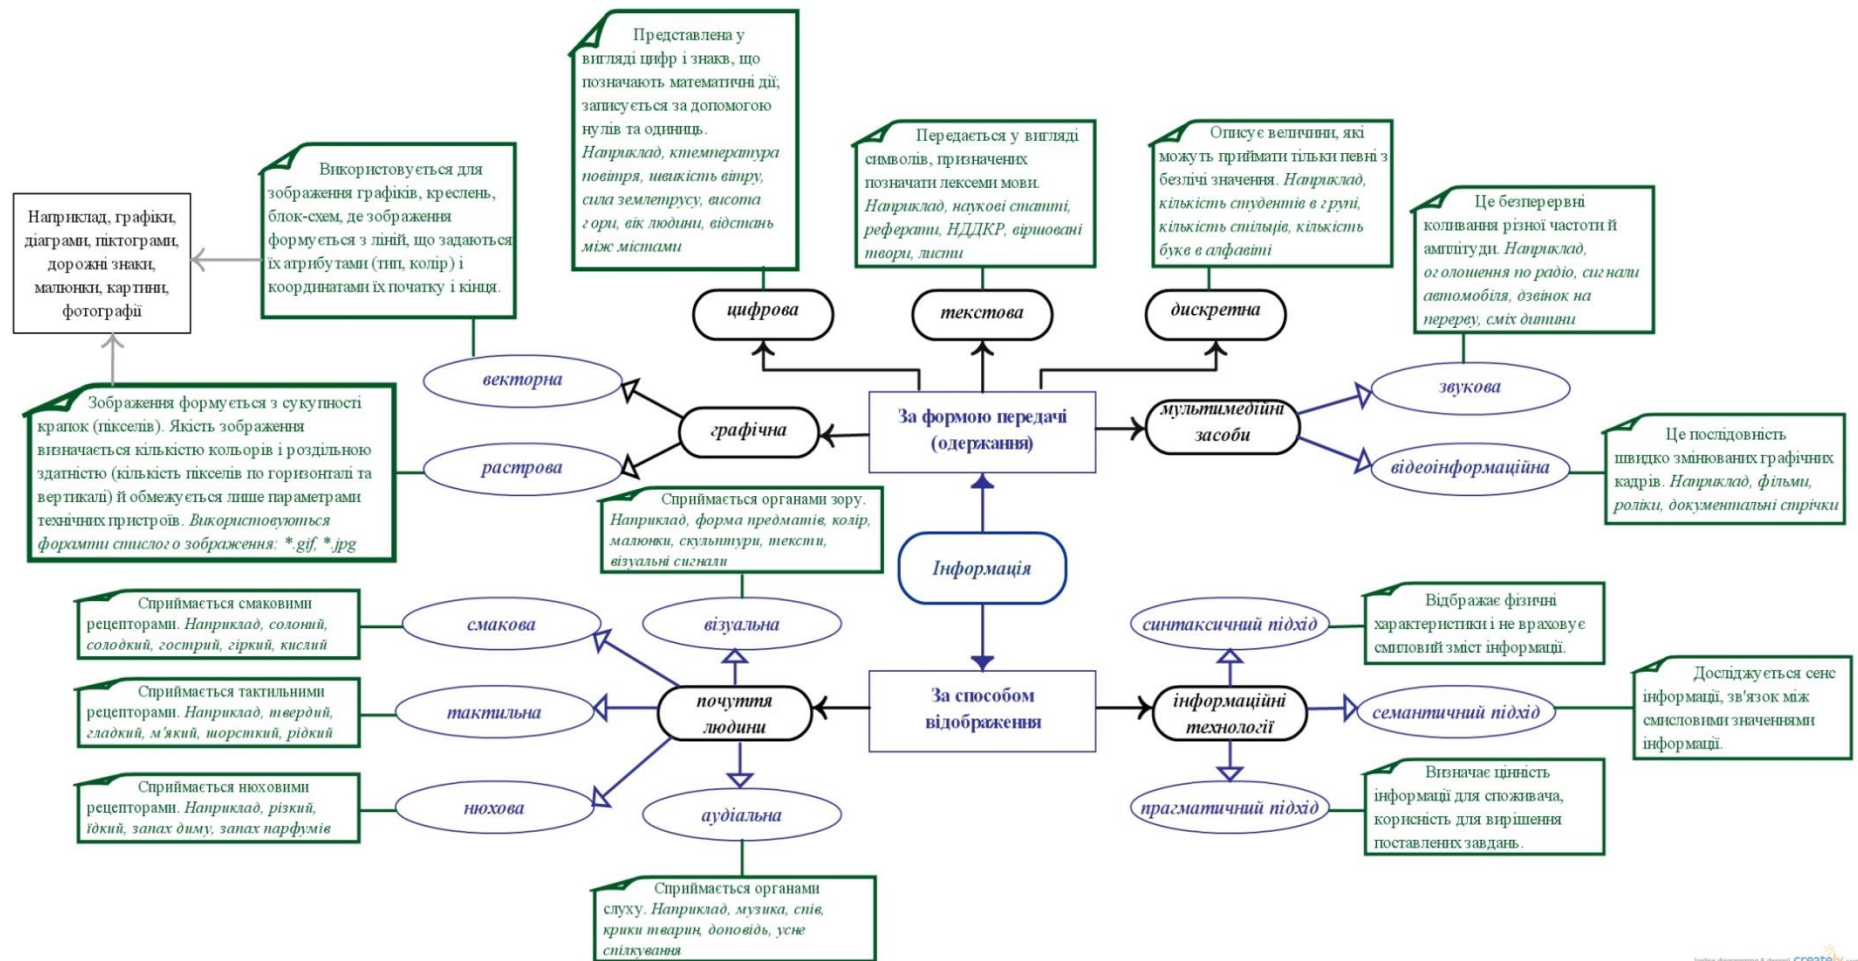 Представлена у
вигляді цифр і знакв, що
позначають математичні дії;
записується за допомогою
нулів та одиниць.
Наприклад, ктемпература
повітря, швикість вітру,
сила землетрусу, висота
гори, вік людини, відстань
між містами
Передається у вигляді
символів, призначених
позначати лексеми мови.
Наприклад, наукові статті,
реферати, НДДКР, віршовані
твори, листи
Описує величини, які
можуть приймати тільки певні з
безлічі значення. Наприклад,
кількість студентів в групі,
кількість стільців, кількість
букв в алфавіті
Використовується для
зображення графіків, креслень,
блок-схем, де зображення
формується з ліній, що задаються
їх атрибутами (тип, колір) і
координатами їх початку і кінця.
Наприклад, графіки,
діаграми, піктограми,
дорожні знаки,
малюнки, картини,
фотографії
Це безперервні
коливання різної частоти й
амплітуди. Наприклад,
оголошення по радіо, сигнали
автомобіля, дзвінок на
перерву, сміх дитини
цифрова
текстова
дискретна
векторна
звукова
Зображення формується з сукупності
крапок (пікселів). Якість зображення
визначається кількістю кольорів і роздільною
здатністю (кількість пікселів по горизонталі та
вертикалі) й обмежується лише параметрами
технічних пристроїв. Використовуються
форамти стислого зображення: *.gif, *.jpg
графічна
За формою передачі
(одержання)
мультимедійні
засоби
растрова
відеоінформаційна
Це послідовність
швидко змінюваних графічних
кадрів. Наприклад, фільми,
ролики, документальні стрічки
Сприймається органами зору.
Наприклад, форма предматів, колір,
малюнки, скульптури, тексти,
візуальні сигнали
Інформація
Сприймається смаковими
рецепторами. Наприклад, солоний,
солодкий, гострий, гіркий, кислий
смакова
візуальна
синтаксичний підхід
Відбражає фізичні
характеристики і не враховує
смиловий зміст інформації.
Сприймається тактильними
рецепторами. Наприклад, твердий,
гладкий, м'який, шорсткий, рідкий
тактильна
почуття
людини
За способом
відображення
інформаційні
технології
семантичний підхід
Досліджується сенс
інформації, зв'язок між
смисловими значеннями
інформації.
Сприймається нюховими
рецепторами. Наприклад, різкий,
їдкий, запах диму, запах парфумів
нюхова
аудіальна
прагматичний підхід
Визначає цінність
інформації для споживача,
корисність для вирішення
поставлених завдань.
Сприймається органами
слуху. Наприклад, музика, спів,
крики тварин, доповідь, усне
спілкування
creately